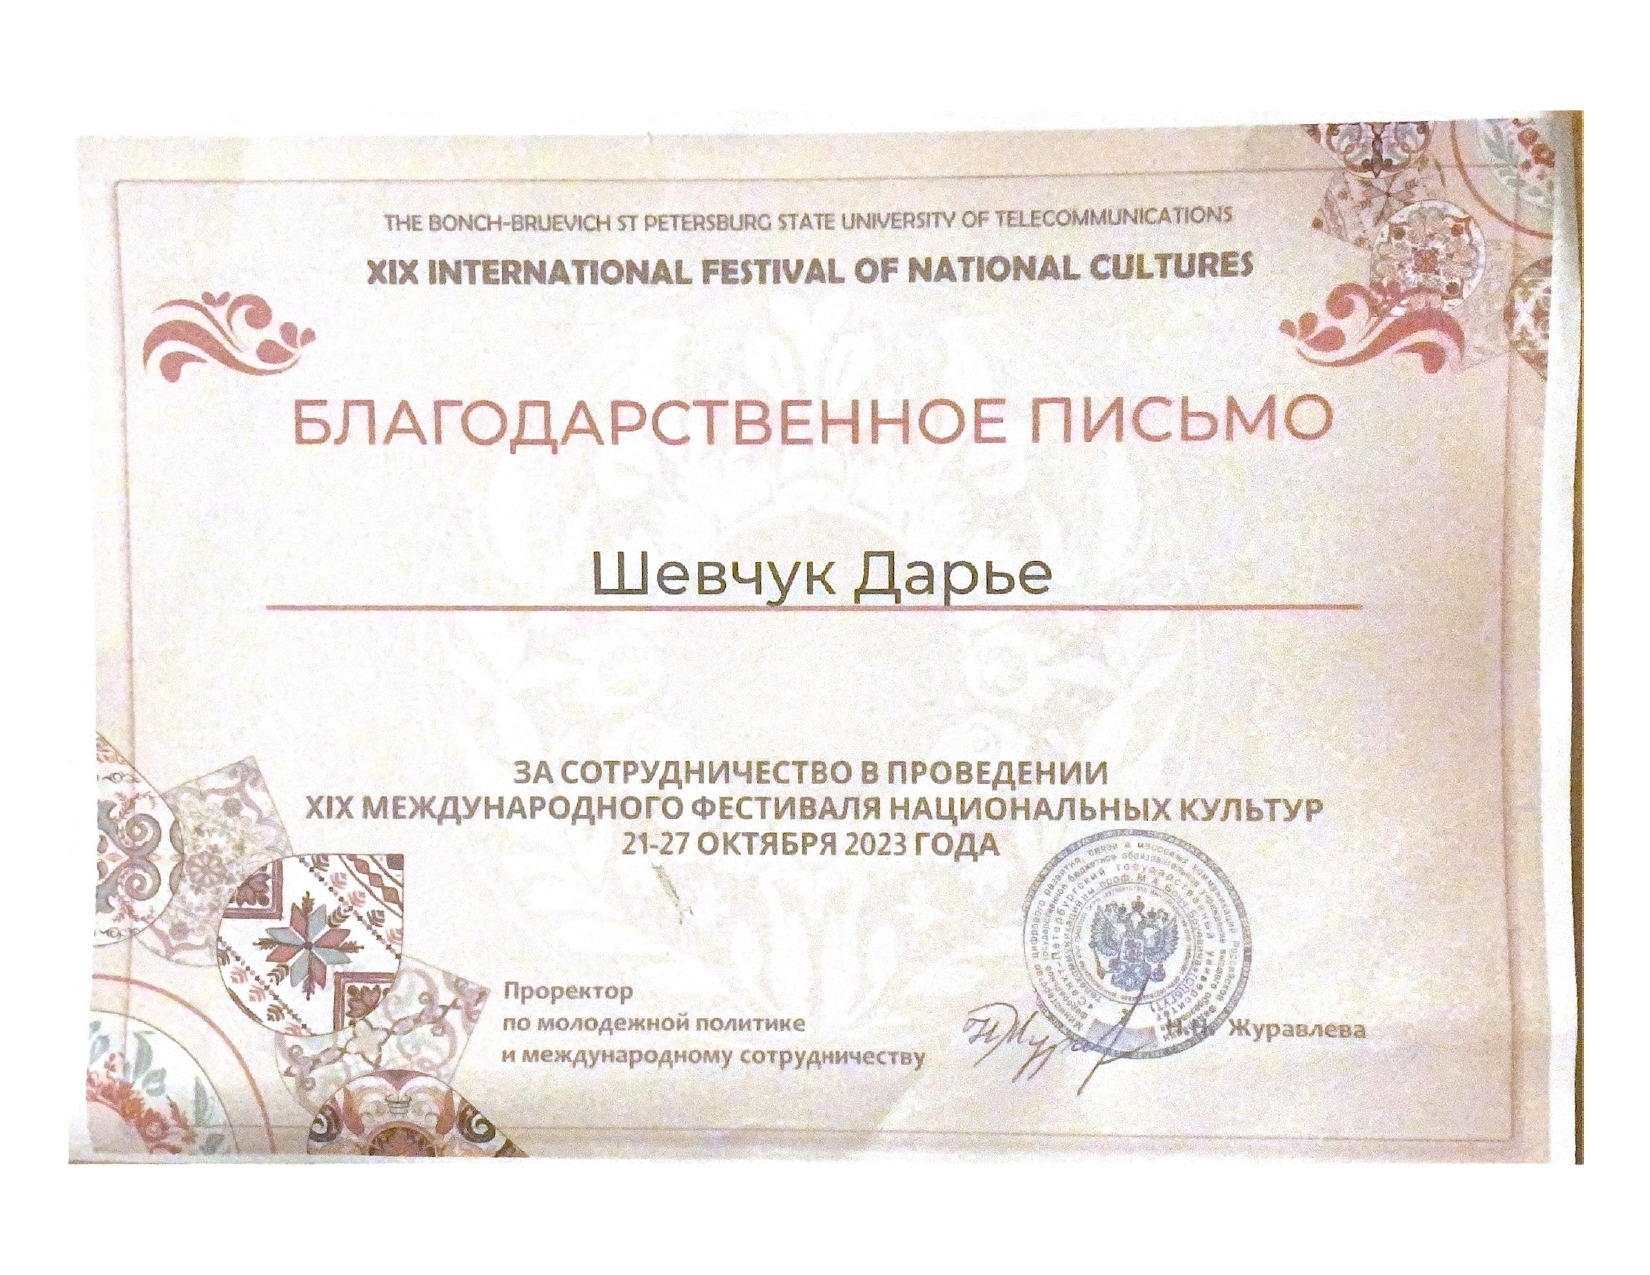 THE BONCH-BRUEVICH ST PETERSBURG STATE UNIVERSITY OF TELECOMMUNICATIONS
XIX INTERNATIONAL FESTIVAL OF NATIONAL CULTURES
БЛАГОДАРСТВЕННОЕ ПИСЬМО
Шевчук Дарье
ЗА СОТРУДНИЧЕСТВО В ПРОВЕДЕНИИ
XIX МЕЖДУНАРОДНОГО ФЕСТИВАЛЯ НАЦИОНАЛЬНЫХ КУЛЬТУР
21-27 ОКТЯБРЯ 2023 ГОДА
Проректор
по молодежной политике
и международному сотрудничеству
Журавлева